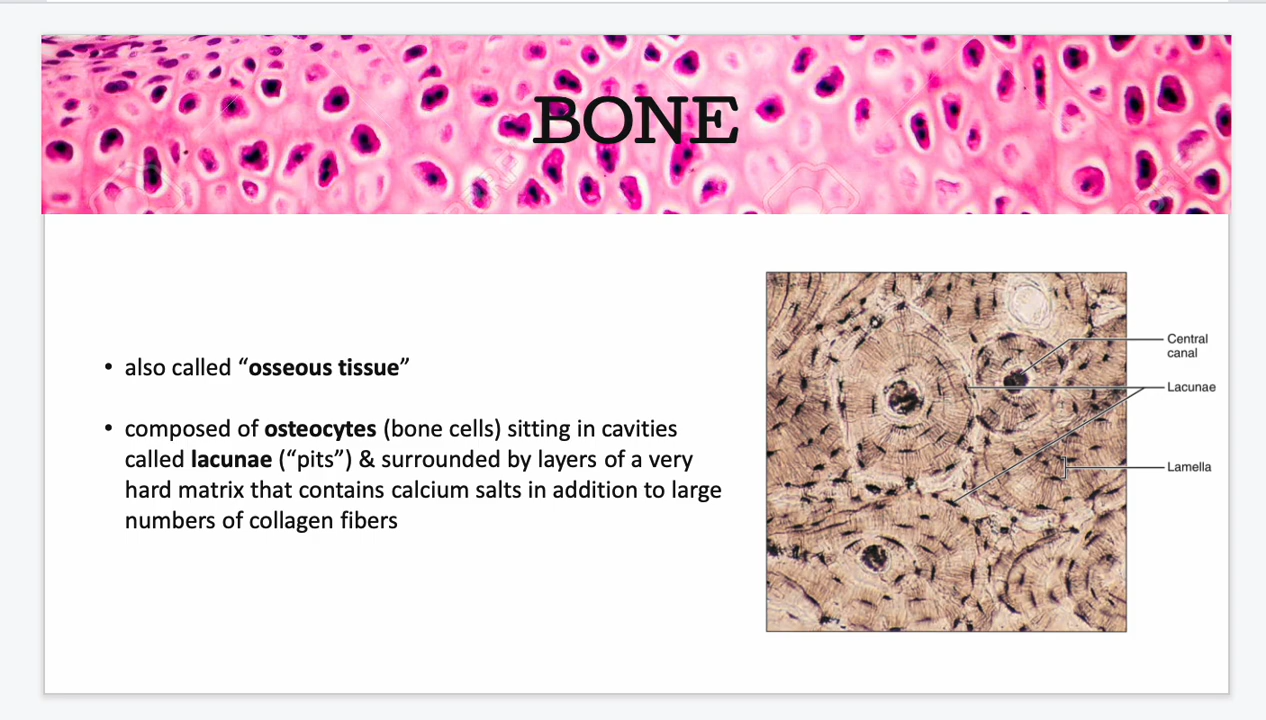 BONE
• also called “osseous tissue”
• composed of osteocytes (bone cells) sitting in cavities
called lacunae (“pits”) & surrounded by layers of a very
hard matrix that contains calcium salts in addition to large
numbers of collagen fibers
Central
canal
Lacunae
Lamella